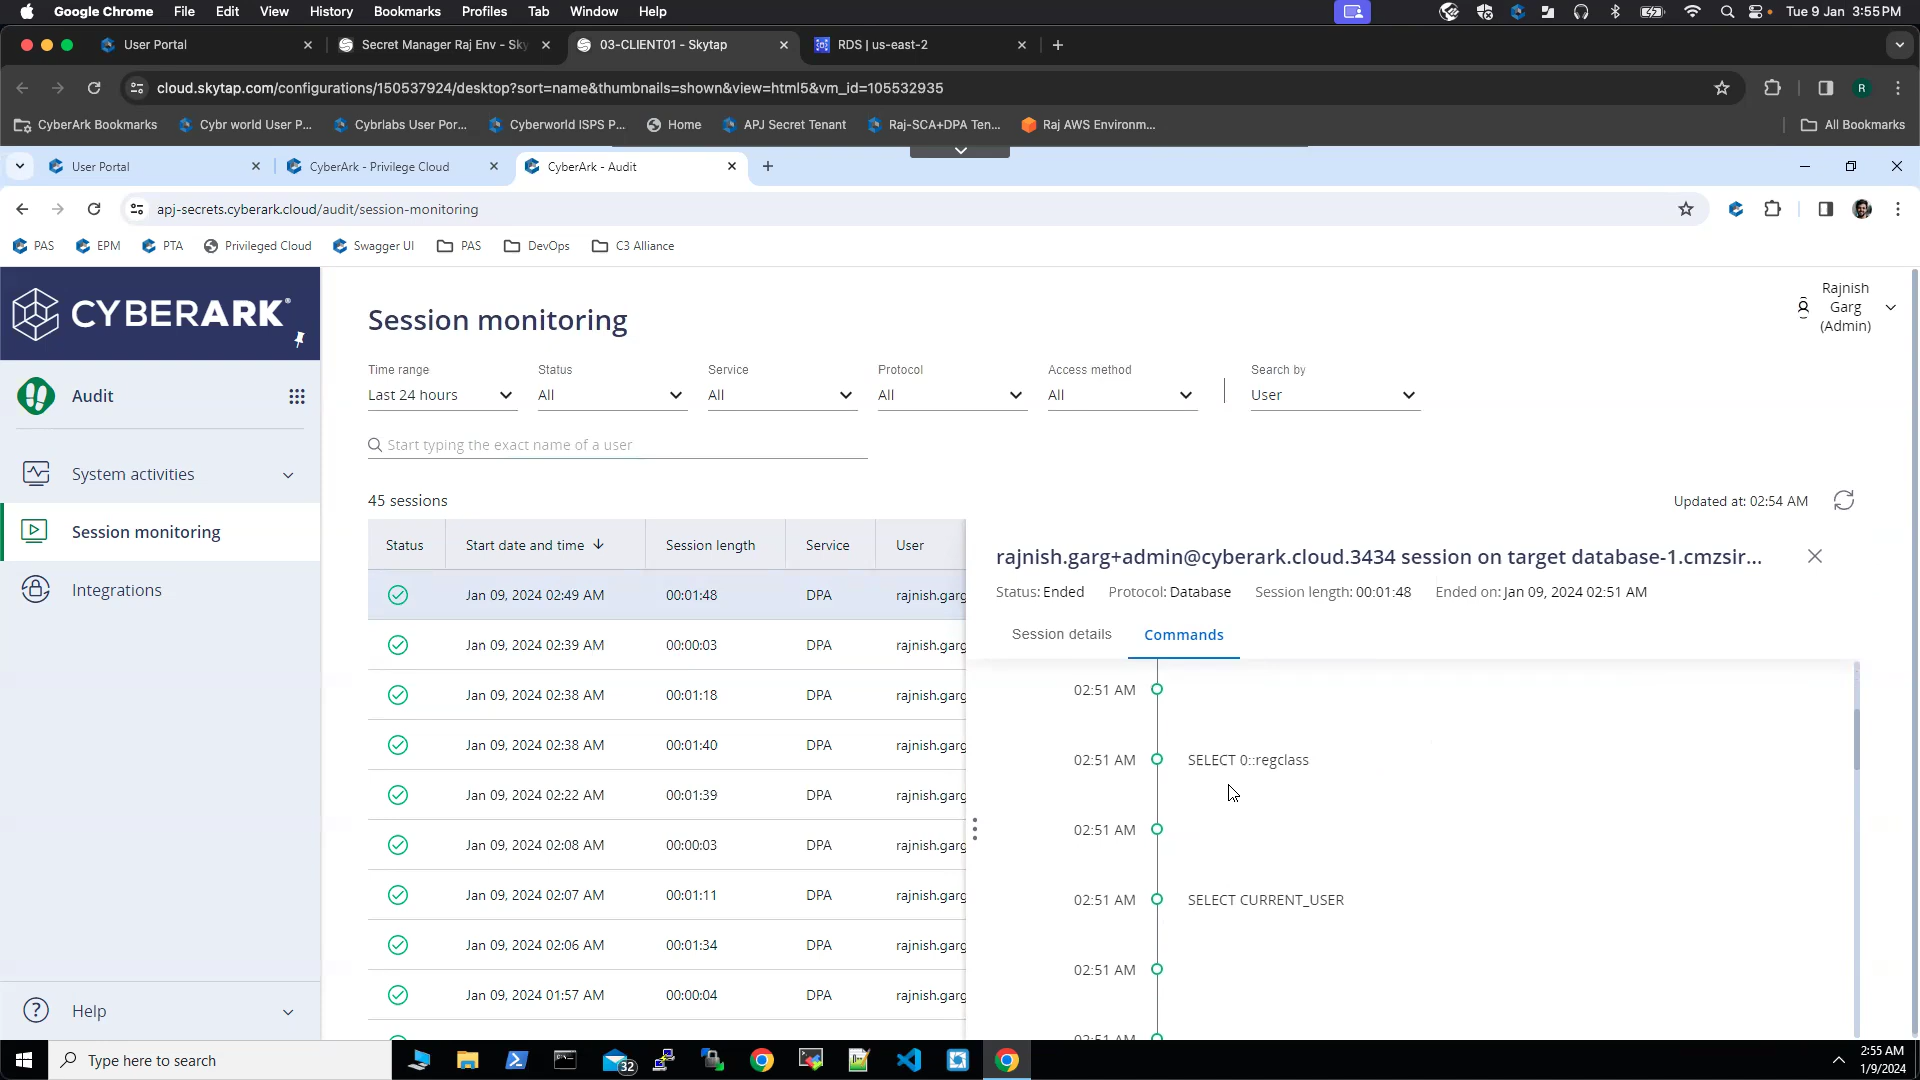 Google Chrome File Edit View History Bookmarks Profiles Tab Window Help Tue 9 Jan 3:55 PM
User Portal Secret Manager Raj Env - Sky 03-CLIENT01 - Skytap RDS | us-east-2
cloud.skytap.com/configurations/150537924/desktop?sort=name&thumbnails=shown&view=html5&vm_id=105532935 R
CyberArk Bookmarks Cybr world User P... Cybrlabs User Por... Cyberworld ISPS P... Home APJ Secret Tenant Raj-SCA+DPA Ten... Raj AWS Environm... All Bookmarks
User Portal CyberArk - Privilege Cloud CyberArk - Audit
apj-secrets.cyberark.cloud/audit/session-monitoring
PAS EPM PTA Privileged Cloud Swagger UI PAS DevOps C3 Alliance
CYBERARK®
Audit
System activities
Session monitoring
Integrations
Help
Rajnish
Garg
(Admin)
Session monitoring
Time range Status Service Protocol Access method Search by
Last 24 hours All All All All User
Start typing the exact name of a user
45 sessions Updated at: 02:54 AM
Status Start date and time Session length Service User
Jan 09, 2024 02:49 AM 00:01:48 DPA rajnish.garg
Jan 09, 2024 02:39 AM 00:00:03 DPA rajnish.garg
Jan 09, 2024 02:38 AM 00:01:18 DPA rajnish.garg
Jan 09, 2024 02:38 AM 00:01:40 DPA rajnish.garg
Jan 09, 2024 02:22 AM 00:01:39 DPA rajnish.garg
Jan 09, 2024 02:08 AM 00:00:03 DPA rajnish.garg
Jan 09, 2024 02:07 AM 00:01:11 DPA rajnish.garg
Jan 09, 2024 02:06 AM 00:01:34 DPA rajnish.garg
Jan 09, 2024 01:57 AM 00:00:04 DPA rajnish.garg
rajnish.garg+admin@cyberark.cloud.3434 session on target database-1.cmzsir...
Status: Ended Protocol: Database Session length: 00:01:48 Ended on: Jan 09, 2024 02:51 AM
Session details Commands
02:51 AM
02:51 AM SELECT 0::regclass
02:51 AM
02:51 AM SELECT CURRENT_USER
02:51 AM
02:51 AM
Type here to search 32 2:55 AM
1/9/2024